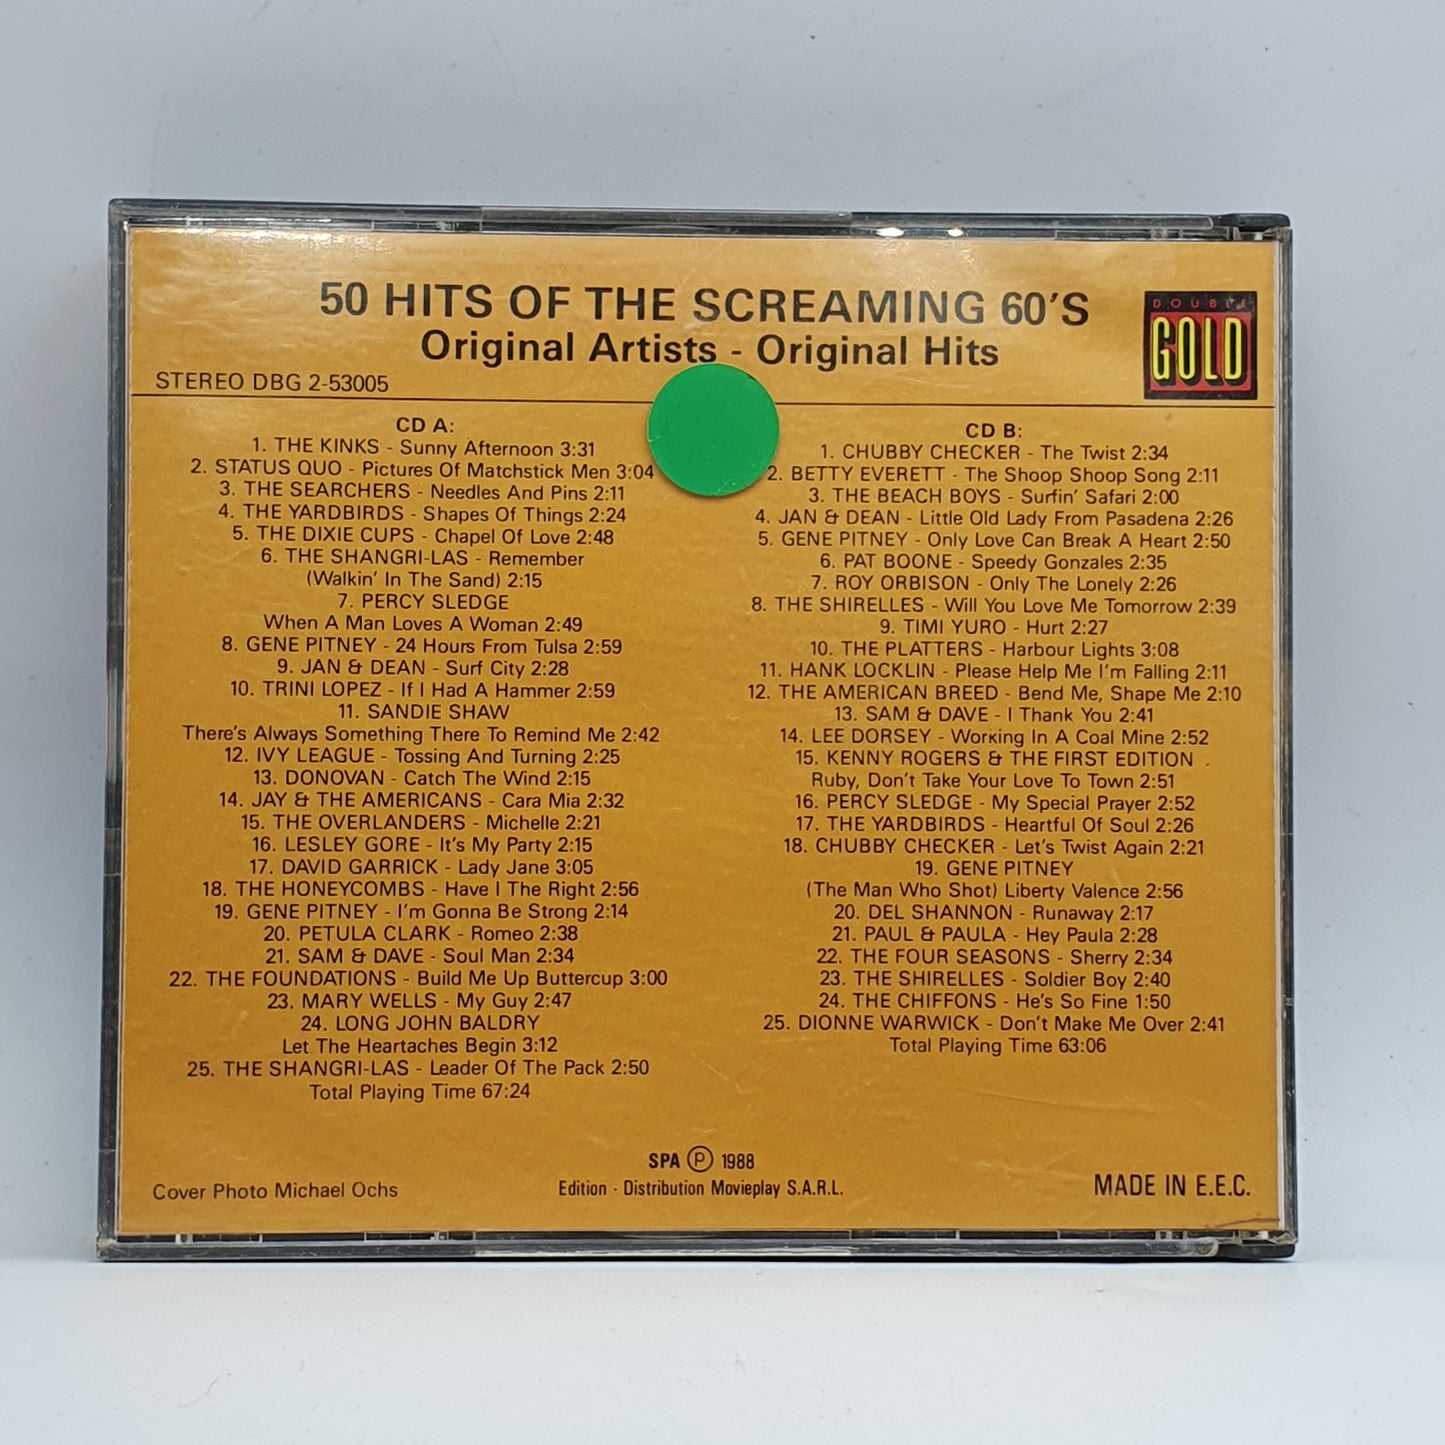 50 HITS OF THE SCREAMING 60'S
Original Artists - Original Hits
DOUBLE
GOLD
STEREO DBG 2-53005
CD A:
1. THE KINKS - Sunny Afternoon 3:31
2. STATUS QUO - Pictures Of Matchstick Men 3:04
3. THE SEARCHERS - Needles And Pins 2:11
4. THE YARDBIRDS - Shapes Of Things 2:24
5. THE DIXIE CUPS - Chapel Of Love 2:48
6. THE SHANGRI-LAS - Remember
(Walkin' In The Sand) 2:15
7. PERCY SLEDGE
When A Man Loves A Woman 2:49
8. GENE PITNEY - 24 Hours From Tulsa 2:59
9. JAN & DEAN - Surf City 2:28
10. TRINI LOPEZ - If I Had A Hammer 2:59
11. SANDIE SHAW
There's Always Something There To Remind Me 2:42
12. IVY LEAGUE - Tossing And Turning 2:25
13. DONOVAN - Catch The Wind 2:15
14. JAY & THE AMERICANS - Cara Mia 2:32
15. THE OVERLANDERS - Michelle 2:21
16. LESLEY GORE - It's My Party 2:15
17. DAVID GARRICK - Lady Jane 3:05
18. THE HONEYCOMBS - Have I The Right 2:56
19. GENE PITNEY - I'm Gonna Be Strong 2:14
20. PETULA CLARK - Romeo 2:38
21. SAM & DAVE - Soul Man 2:34
22. THE FOUNDATIONS - Build Me Up Buttercup 3:00
23. MARY WELLS - My Guy 2:47
24. LONG JOHN BALDRY
Let The Heartaches Begin 3:12
25. THE SHANGRI-LAS - Leader Of The Pack 2:50
Total Playing Time 67:24
CD B:
1. CHUBBY CHECKER - The Twist 2:34
2. BETTY EVERETT - The Shoop Shoop Song 2:11
3. THE BEACH BOYS - Surfin' Safari 2:00
4. JAN & DEAN - Little Old Lady From Pasadena 2:26
5. GENE PITNEY - Only Love Can Break A Heart 2:50
6. PAT BOONE - Speedy Gonzales 2:35
7. ROY ORBISON - Only The Lonely 2:26
8. THE SHIRELLES - Will You Love Me Tomorrow 2:39
9. TIMI YURO - Hurt 2:27
10. THE PLATTERS - Harbour Lights 3:08
11. HANK LOCKLIN - Please Help Me I'm Falling 2:11
12. THE AMERICAN BREED - Bend Me, Shape Me 2:10
13. SAM & DAVE - I Thank You 2:41
14. LEE DORSEY - Working In A Coal Mine 2:52
15. KENNY ROGERS & THE FIRST EDITION
Ruby, Don't Take Your Love To Town 2:51
16. PERCY SLEDGE - My Special Prayer 2:52
17. THE YARDBIRDS - Heartful Of Soul 2:26
18. CHUBBY CHECKER - Let's Twist Again 2:21
19. GENE PITNEY
(The Man Who Shot) Liberty Valence 2:56
20. DEL SHANNON - Runaway 2:17
21. PAUL & PAULA - Hey Paula 2:28
22. THE FOUR SEASONS - Sherry 2:34
23. THE SHIRELLES - Soldier Boy 2:40
24. THE CHIFFONS - He's So Fine 1:50
25. DIONNE WARWICK - Don't Make Me Over 2:41
Total Playing Time 63:06
SPA ℗ 1988
Edition - Distribution Movieplay S.A.R.L.
Cover Photo Michael Ochs
MADE IN E.E.C.